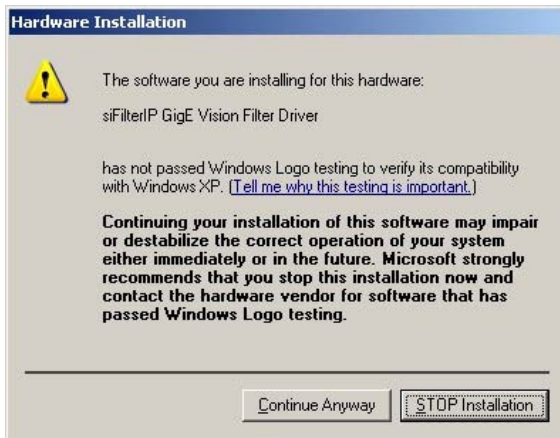 Hardware Installation
The software you are installing for this hardware:
siFilterIP GigE Vision Filter Driver
has not passed Windows Logo testing to verify its compatibility
with Windows XP. (Tell me why this testing is important.)
Continuing your installation of this software may impair
or destabilize the correct operation of your system
either immediately or in the future. Microsoft strongly
recommends that you stop this installation now and
contact the hardware vendor for software that has
passed Windows Logo testing.
Continue Anyway
STOP Installation